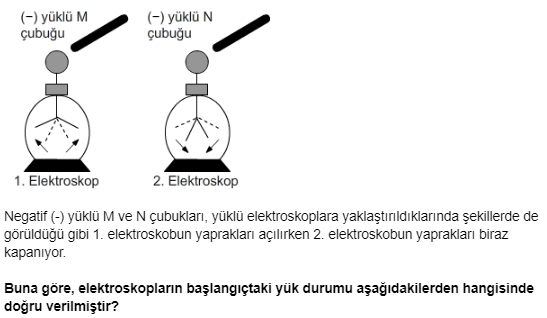 (−) yüklü M
çubuğu
(−) yüklü N
çubuğu
1. Elektroskop
2. Elektroskop
Negatif (-) yüklü M ve N çubukları, yüklü elektroskoplara yaklaştırıldıklarında şekillerde de
görüldüğü gibi 1. elektroskobun yaprakları açılırken 2. elektroskobun yaprakları biraz
kapanıyor.
Buna göre, elektroskopların başlangıçtaki yük durumu aşağıdakilerden hangisinde
doğru verilmiştir?